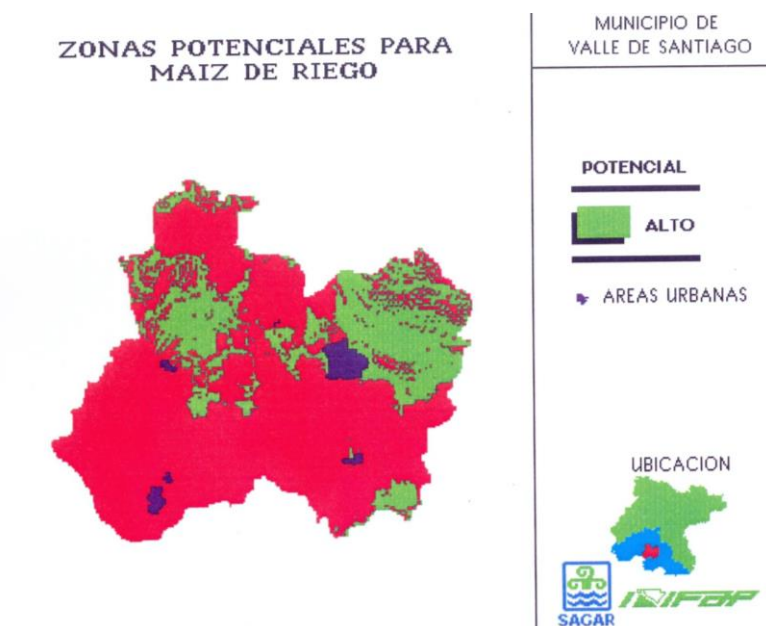 ZONAS POTENCIALES PARA
MAIZ DE RIEGO
MUNICIPIO DE
VALLE DE SANTIAGO
POTENCIAL
ALTO
AREAS URBANAS
UBICACION
SAGAR
INIFAP